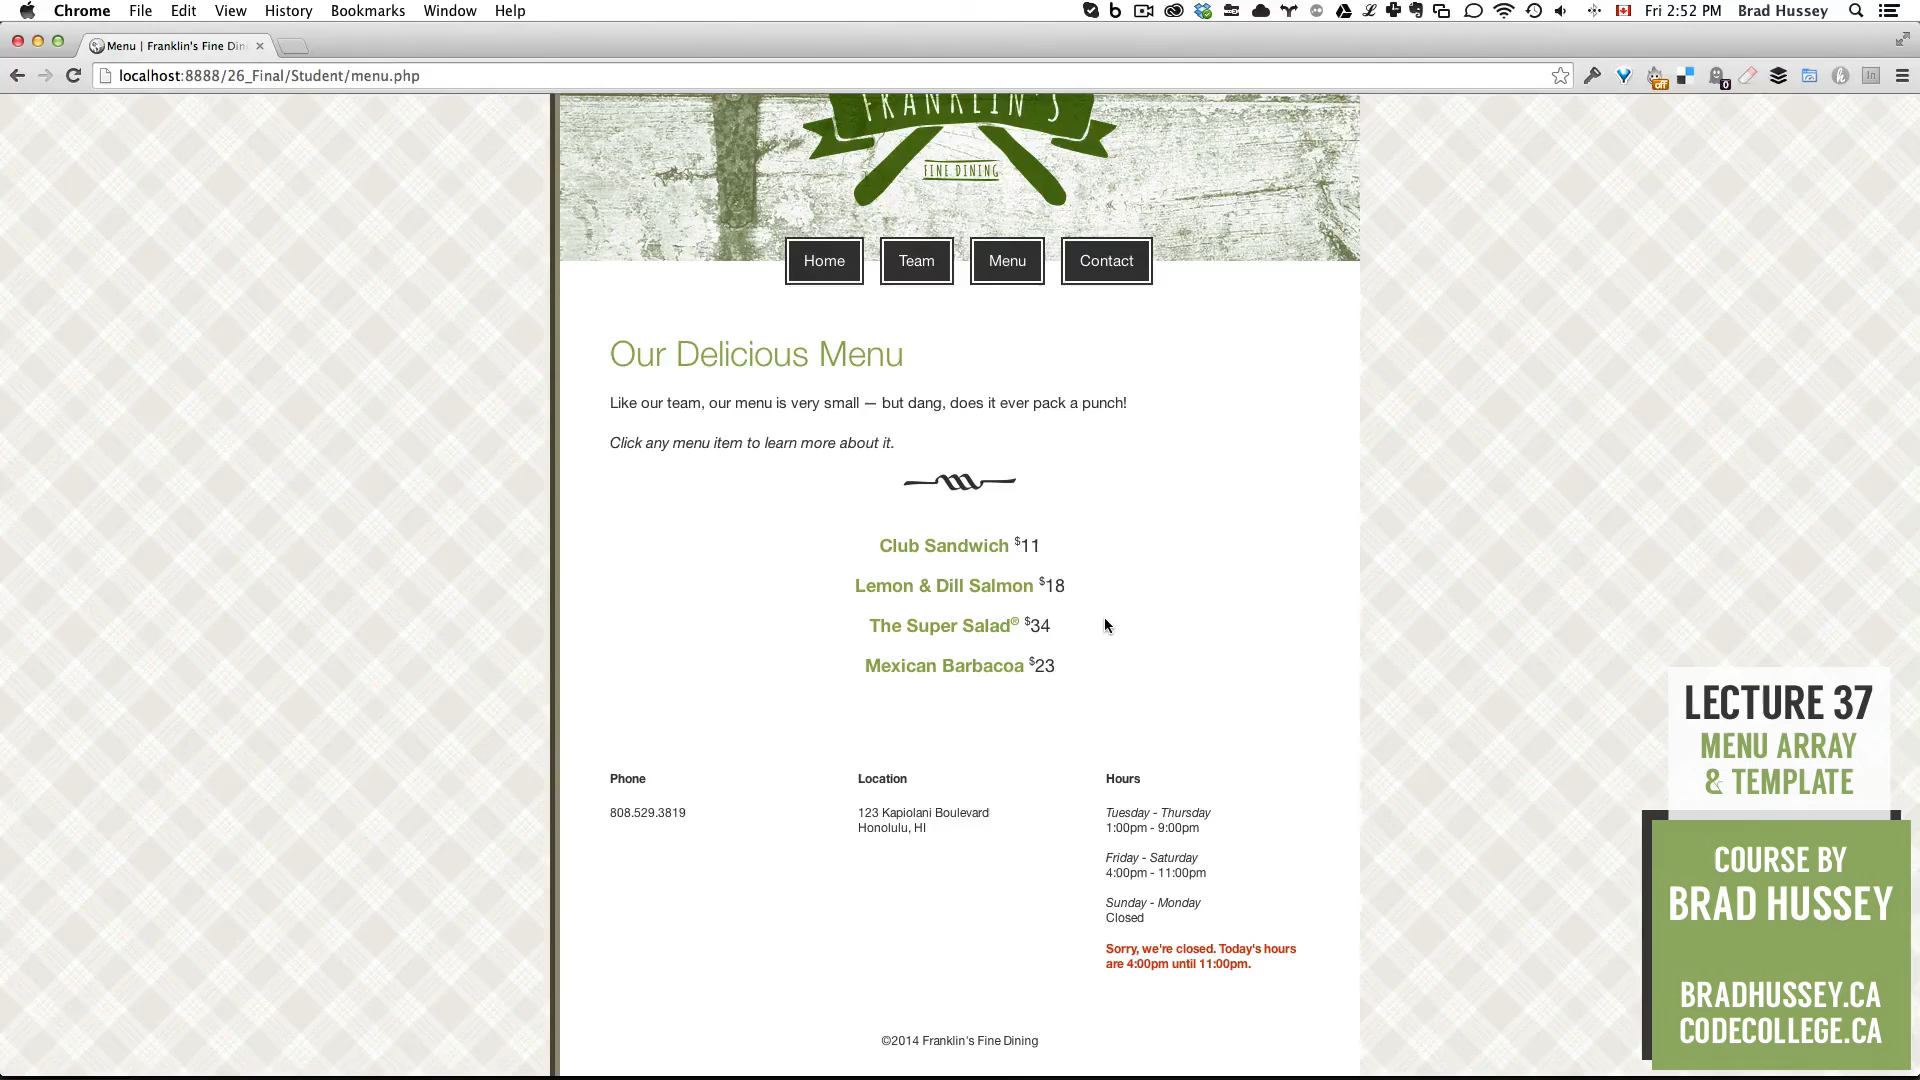 Chrome File Edit View History Bookmarks Window Help Fri 2:52 PM Brad Hussey
Menu | Franklin's Fine Din
localhost:8888/26_Final/Student/menu.php
off
0
FRANKLIN'S
FINE DINING
Home Team Menu Contact
Our Delicious Menu
Like our team, our menu is very small — but dang, does it ever pack a punch!
Click any menu item to learn more about it.
Club Sandwich $11
Lemon & Dill Salmon $18
The Super Salad® $34
Mexican Barbacoa $23
Phone
808.529.3819
Location
123 Kapiolani Boulevard
Honolulu, HI
Hours
Tuesday - Thursday
1:00pm - 9:00pm
Friday - Saturday
4:00pm - 11:00pm
Sunday - Monday
Closed
Sorry, we're closed. Today's hours
are 4:00pm until 11:00pm.
©2014 Franklin's Fine Dining
LECTURE 37
MENU ARRAY
& TEMPLATE
COURSE BY
BRAD HUSSEY
BRADHUSSEY.CA
CODECOLLEGE.CA